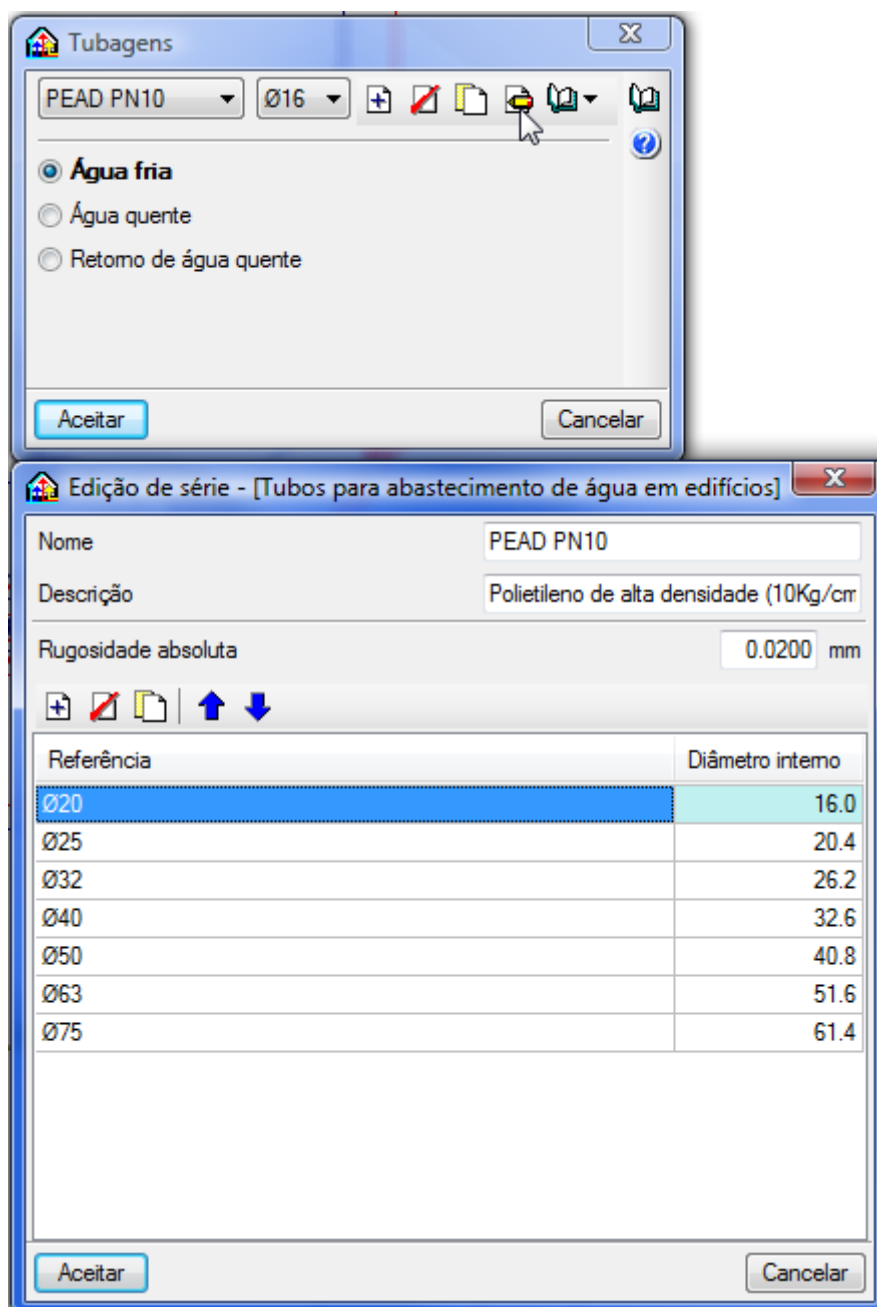 Tubagens
PEAD PN10 Ø16
Água fria
Água quente
Retorno de água quente
Aceitar Cancelar
Edição de série - [Tubos para abastecimento de água em edifícios]
Nome PEAD PN10
Descrição Polietileno de alta densidade (10Kg/cm
Rugosidade absoluta 0.0200 mm
Referência Diâmetro interno
Ø20 16.0
Ø25 20.4
Ø32 26.2
Ø40 32.6
Ø50 40.8
Ø63 51.6
Ø75 61.4
Aceitar Cancelar